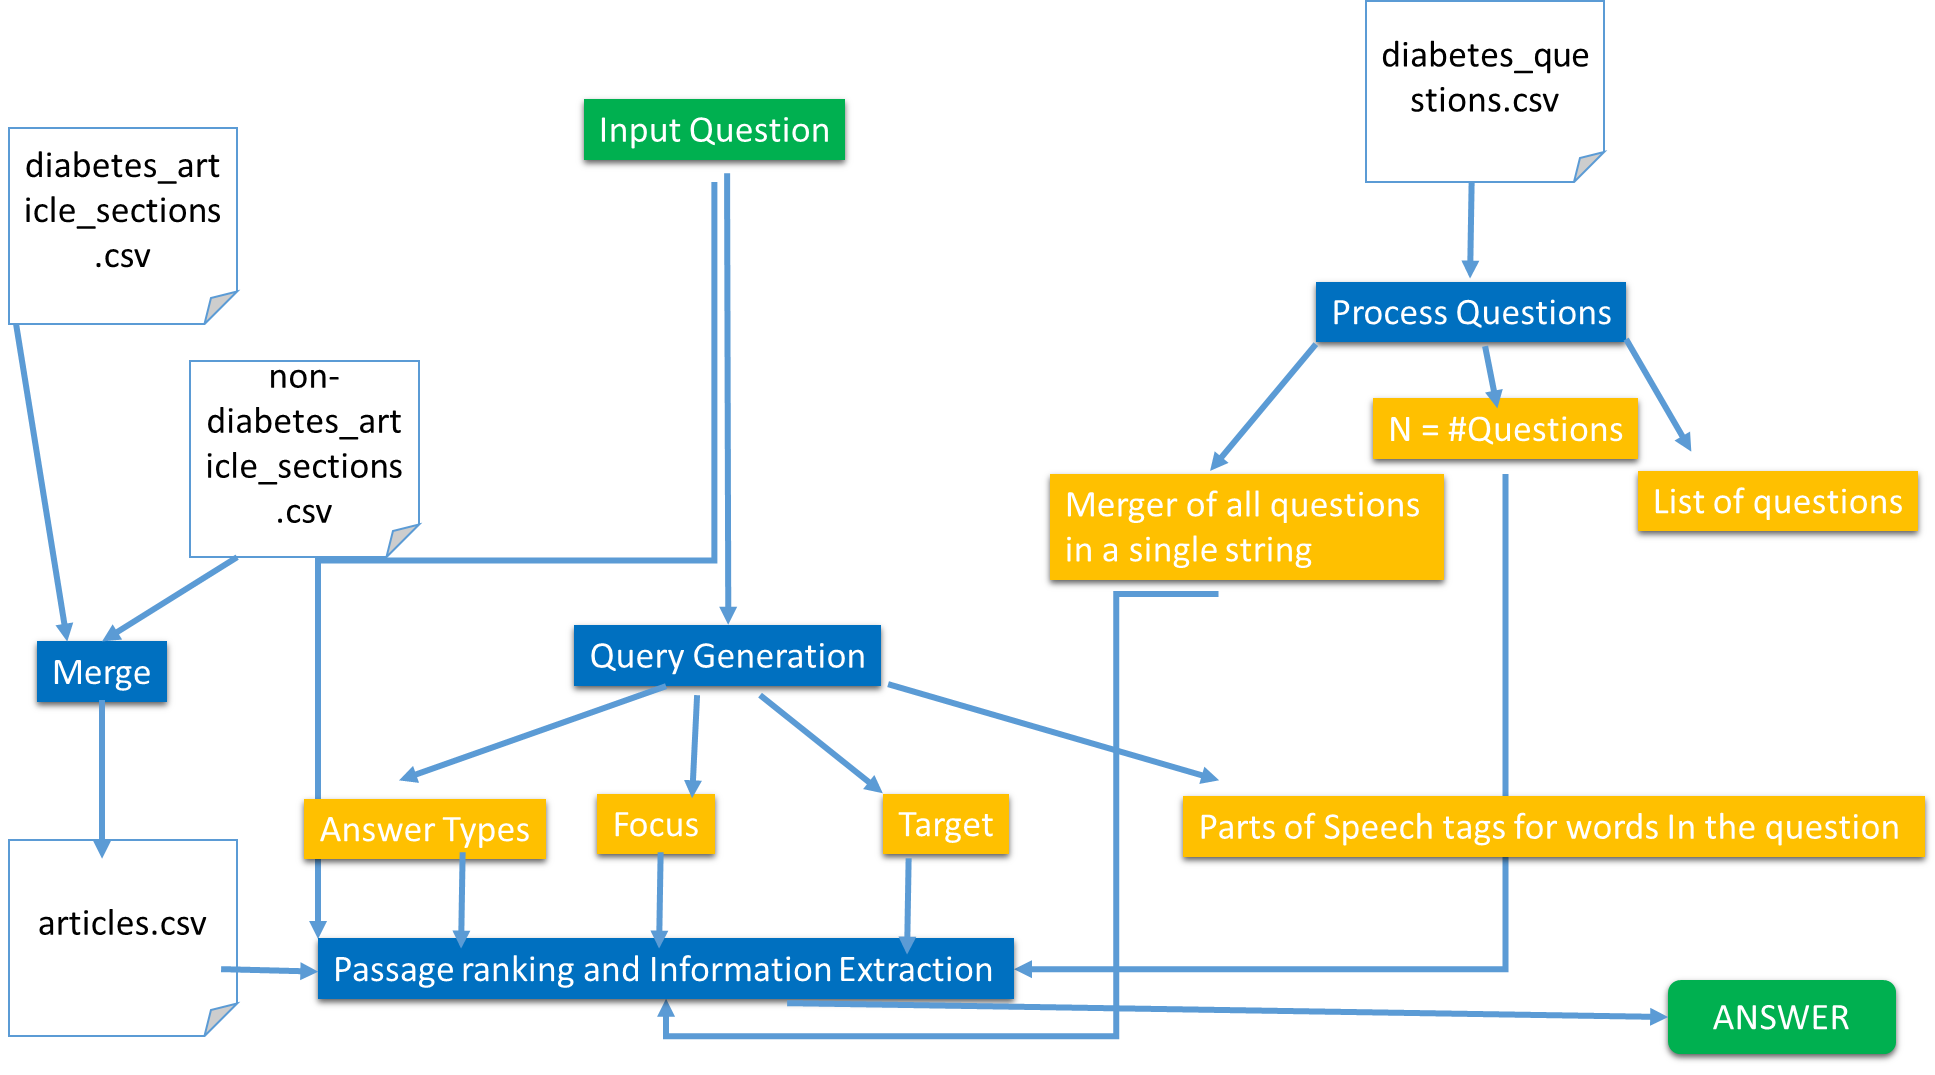 diabetes_que
stions.csv
Input Question
diabetes_art
icle_sections
.csv
Process Questions
non-
diabetes_art
icle_sections
.csv
N = #Questions
Merger of all questions
in a single string
List of questions
Merge
Query Generation
Answer Types
Focus
Target
Parts of Speech tags for words In the question
articles.csv
Passage ranking and Information Extraction
ANSWER